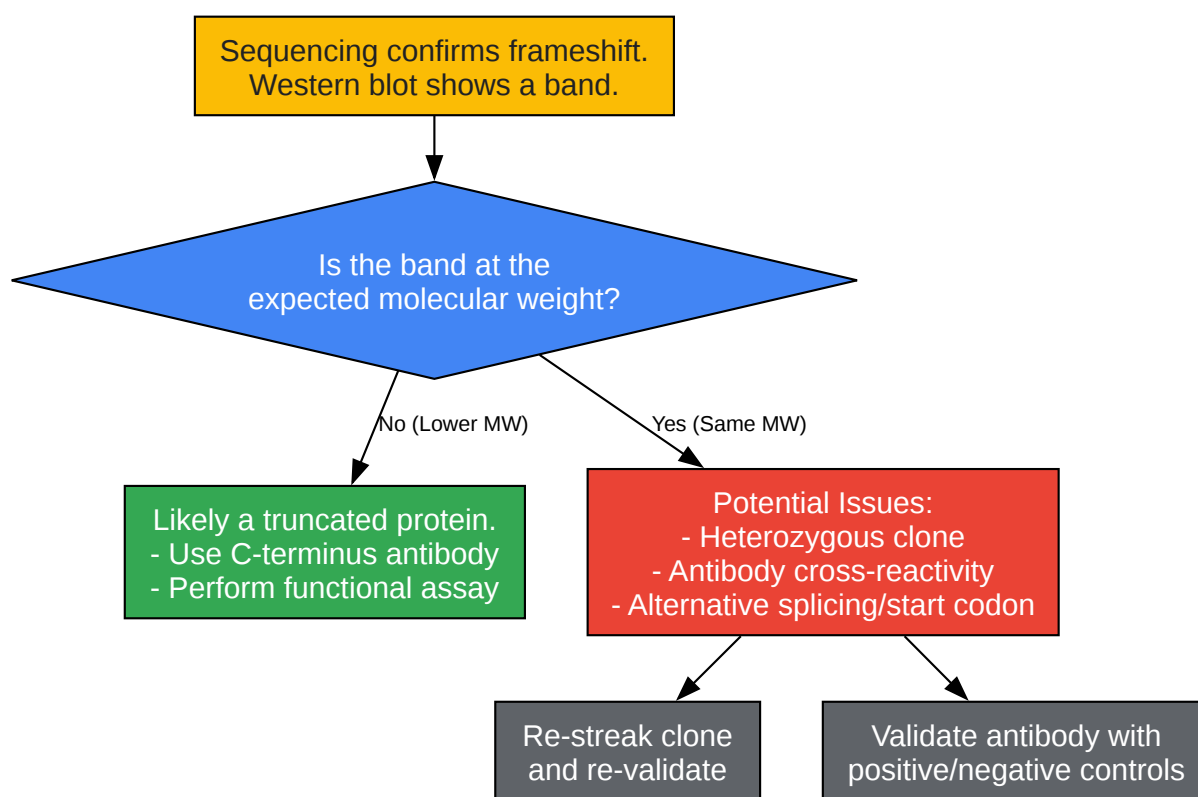 Sequencing confirms frameshift.
Western blot shows a band.
Is the band at the
expected molecular weight?
No (Lower MW)
Yes (Same MW)
Likely a truncated protein.
- Use C-terminus antibody
- Perform functional assay
Potential Issues:
- Heterozygous clone
- Antibody cross-reactivity
- Alternative splicing/start codon
Re-streak clone
and re-validate
Validate antibody with
positive/negative controls